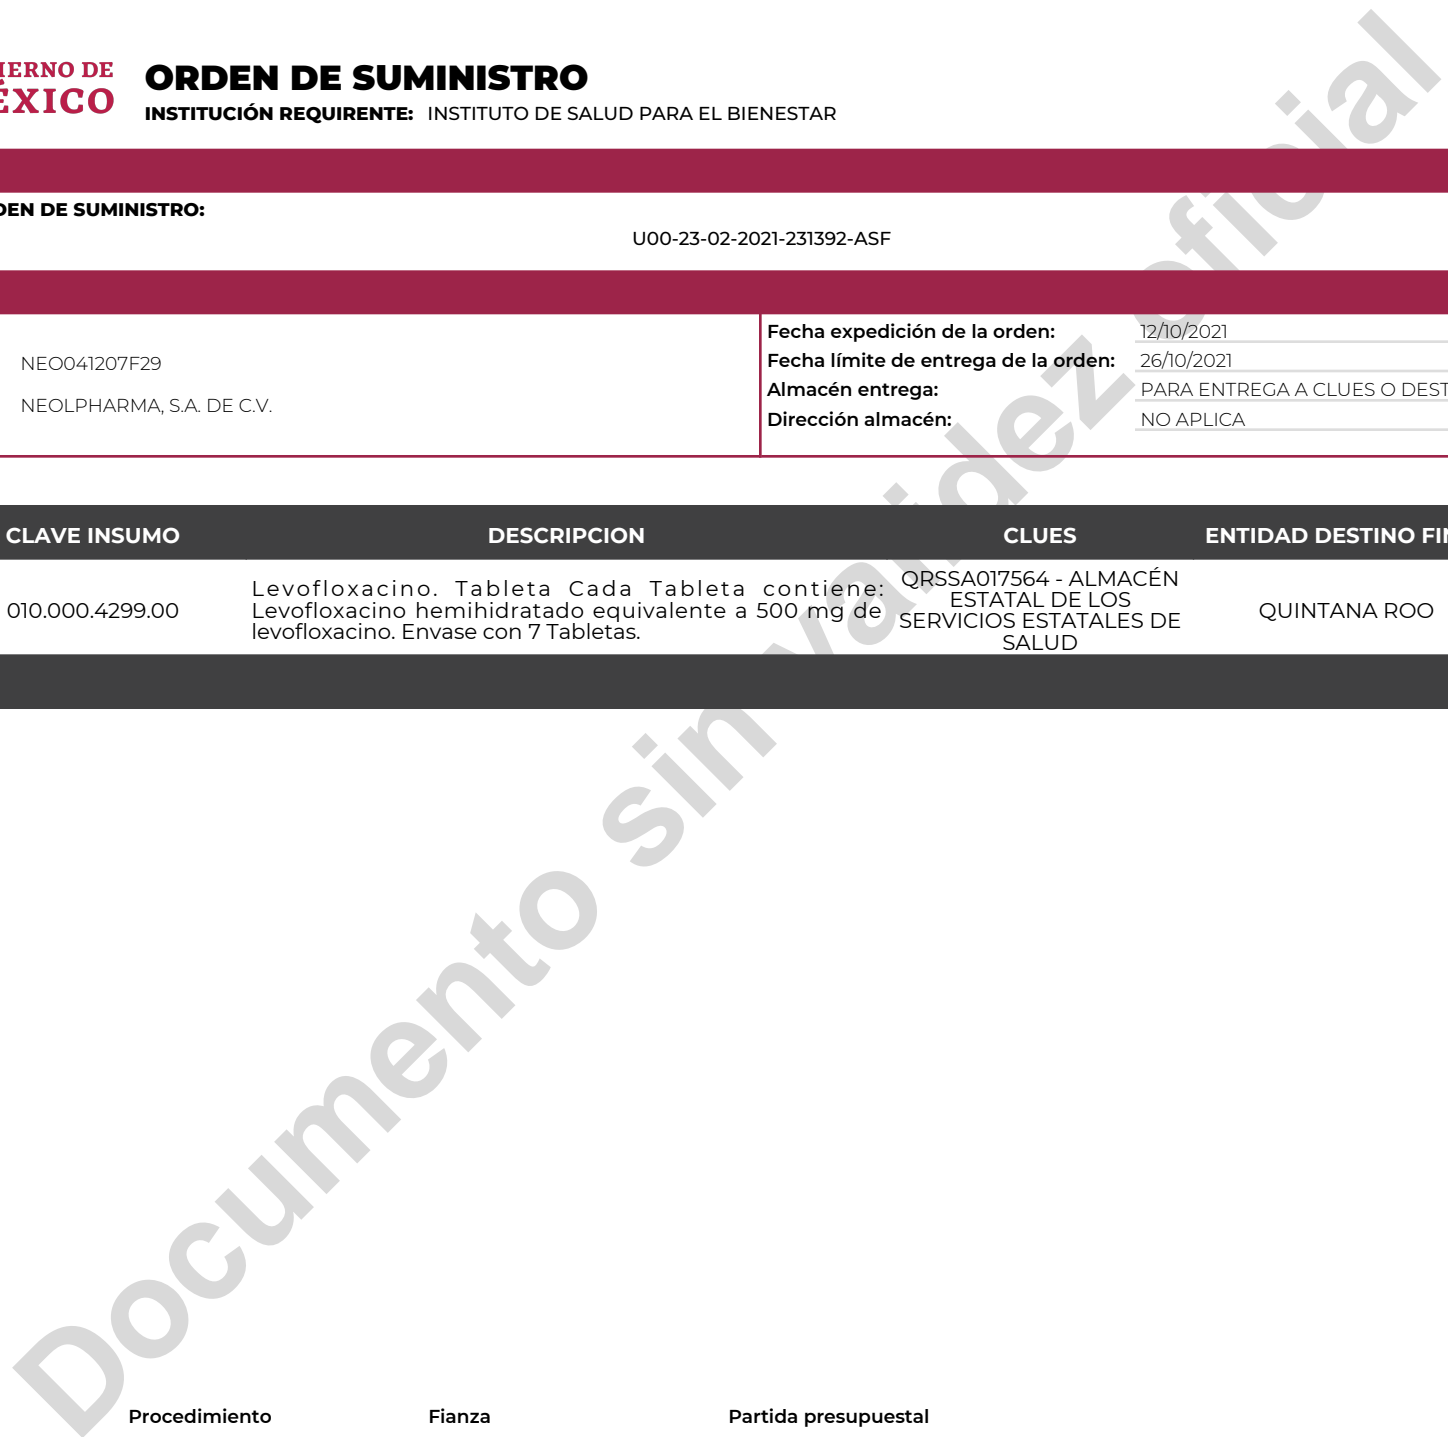 IERNO DE
ÉXICO
ORDEN DE SUMINISTRO
INSTITUCIÓN REQUIRENTE: INSTITUTO DE SALUD PARA EL BIENESTAR
DEN DE SUMINISTRO:
U00-23-02-2021-231392-ASF
NEO041207F29
NEOLPHARMA, S.A. DE C.V.
Fecha expedición de la orden: 12/10/2021
Fecha límite de entrega de la orden: 26/10/2021
Almacén entrega: PARA ENTREGA A CLUES O DEST
Dirección almacén: NO APLICA
CLAVE INSUMO DESCRIPCION CLUES ENTIDAD DESTINO FIN
010.000.4299.00
Levofloxacino. Tableta Cada Tableta contiene:
Levofloxacino hemihidratado equivalente a 500 mg de
levofloxacino. Envase con 7 Tabletas.
QRSSA017564 - ALMACÉN
ESTATAL DE LOS
SERVICIOS ESTATALES DE
SALUD
QUINTANA ROO
Documento sin validez oficial
Procedimiento Fianza Partida presupuestal